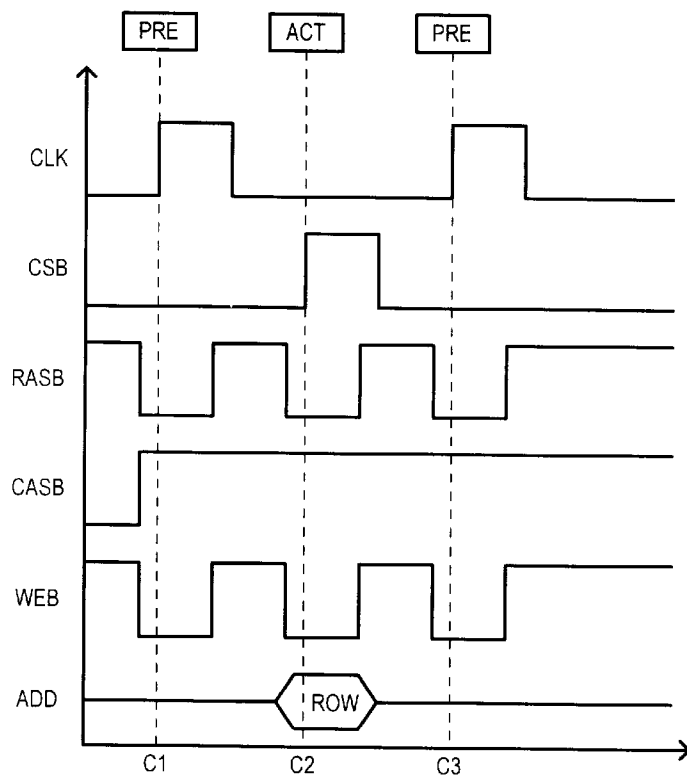 PRE ACT PRE
CLK
CSB
RASB
CASB
WEB
ADD ROW
C1 C2 C3